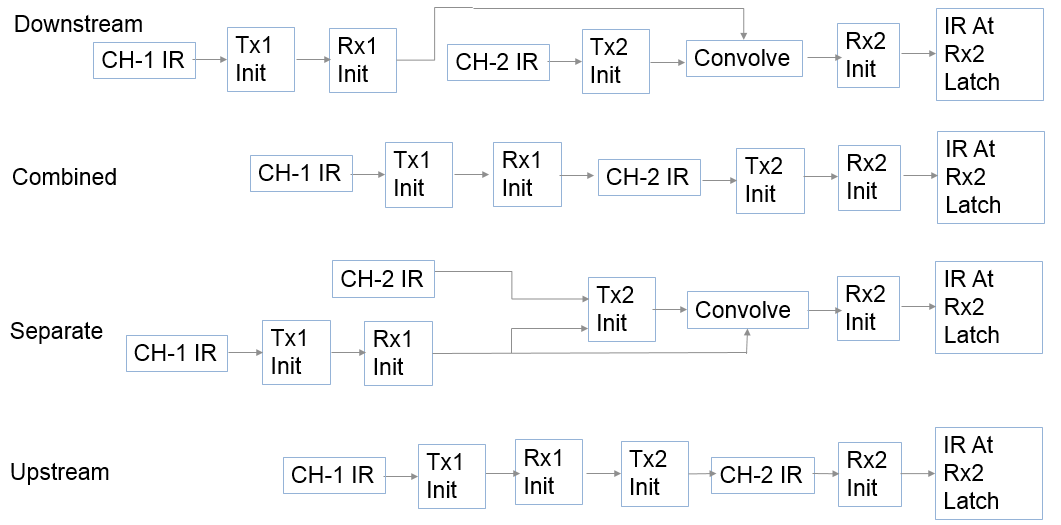 Downstream
CH-1 IR
Tx1
Init
Rx1
Init
CH-2 IR
Tx2
Init
Convolve
Rx2
Init
IR At
Rx2
Latch
Combined
CH-1 IR
Tx1
Init
Rx1
Init
CH-2 IR
Tx2
Init
Rx2
Init
IR At
Rx2
Latch
Separate
CH-2 IR
CH-1 IR
Tx1
Init
Rx1
Init
Tx2
Init
Convolve
Rx2
Init
IR At
Rx2
Latch
Upstream
CH-1 IR
Tx1
Init
Rx1
Init
Tx2
Init
CH-2 IR
Rx2
Init
IR At
Rx2
Latch